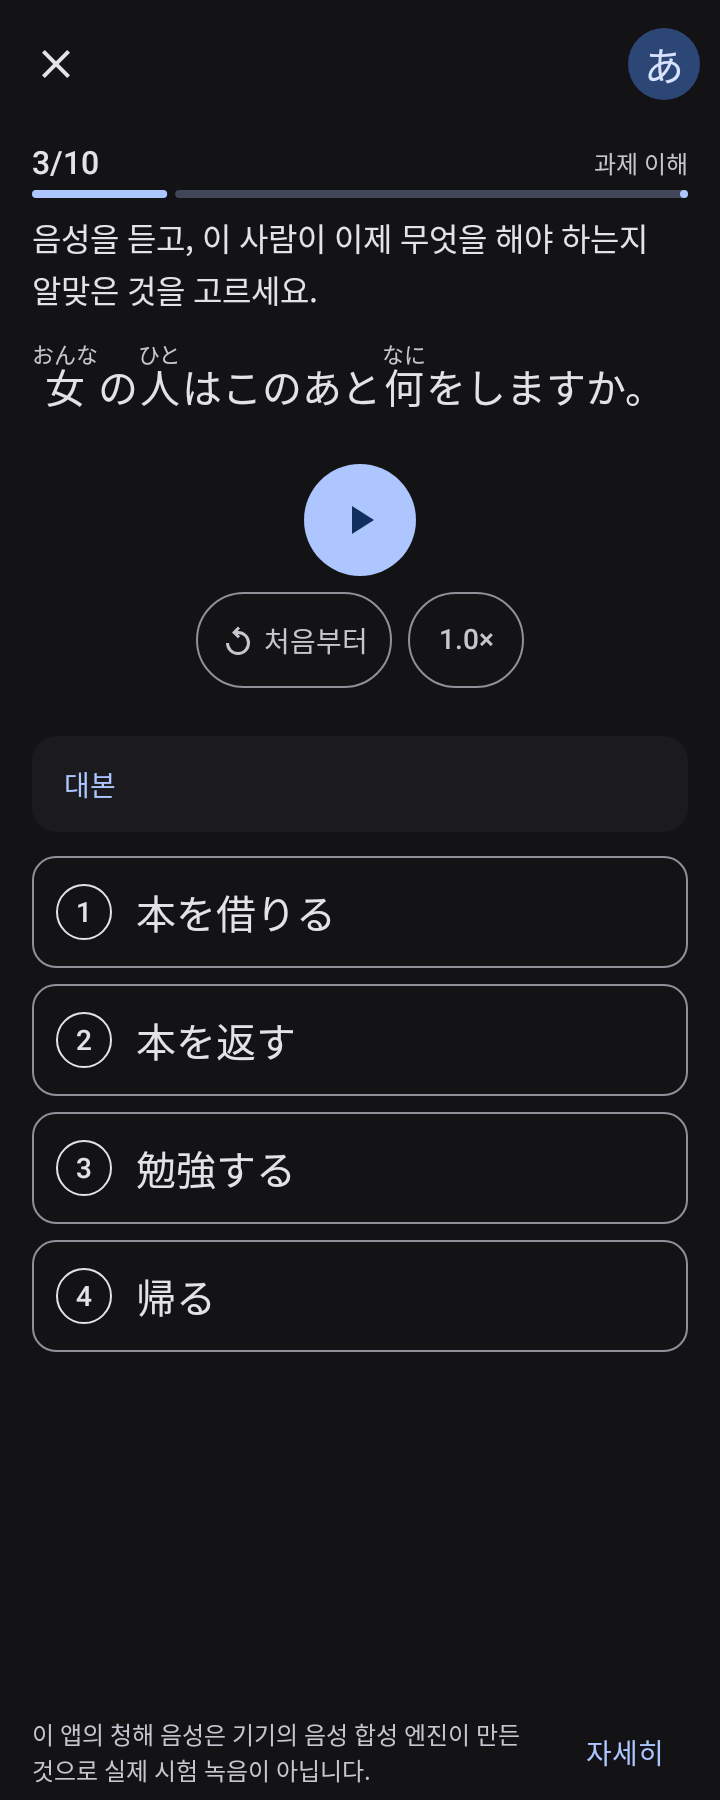 あ
3/10
과제 이해
음성을 듣고, 이 사람이 이제 무엇을 해야 하는지
알맞은 것을 고르세요.
おんな ひと なに
女の人はこのあと何をしますか。
처음부터
1.0×
대본
1 本を借りる
2 本を返す
3 勉強する
4 帰る
이 앱의 청해 음성은 기기의 음성 합성 엔진이 만든
것으로 실제 시험 녹음이 아닙니다.
자세히